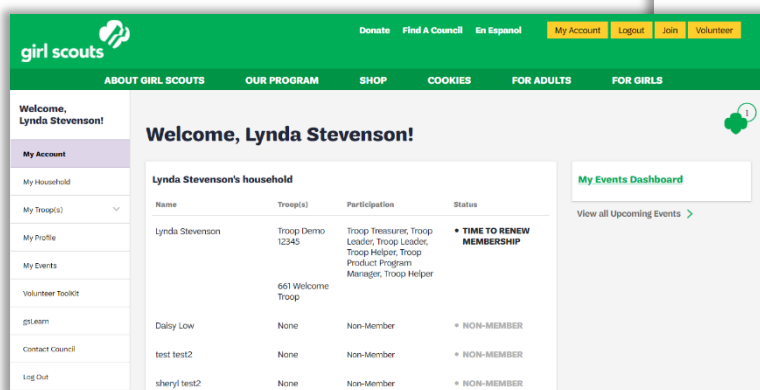 girl scouts
Donate Find A Council En Espanol My Account Logout Join Volunteer
ABOUT GIRL SCOUTS OUR PROGRAM SHOP COOKIES FOR ADULTS FOR GIRLS
Welcome,
Lynda Stevenson!
My Account
My Household
My Troop(s)
My Profile
My Events
Volunteer ToolKit
gsLearn
Contact Council
Log Out
Welcome, Lynda Stevenson!
Lynda Stevenson's household
Name Troop(s) Participation Status
Lynda Stevenson Troop Demo Troop Treasurer, Troop • TIME TO RENEW
12345 Leader, Troop Leader, MEMBERSHIP
Troop Helper, Troop
Product Program
Manager, Troop Helper
661 Welcome
Troop
Daisy Low None Non-Member • NON-MEMBER
test test2 None Non-Member • NON-MEMBER
sheryl test2 None Non-Member • NON-MEMBER
1
My Events Dashboard
View all Upcoming Events